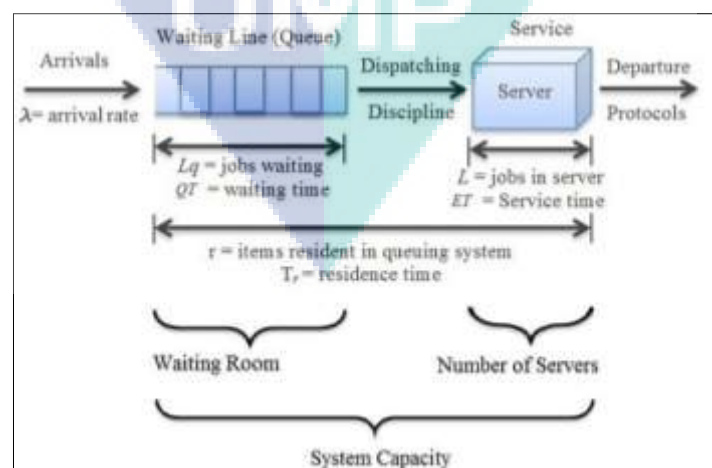 UMP
Waiting Line (Queue)
Service
Arrivals
Dispatching
Departure
Server
λ= arrival rate
Discipline
Protocols
Lq = jobs waiting
QT = waiting time
L = jobs in server
ET = Service time
r = items resident in queuing system
Tr = residence time
Waiting Room
Number of Servers
System Capacity